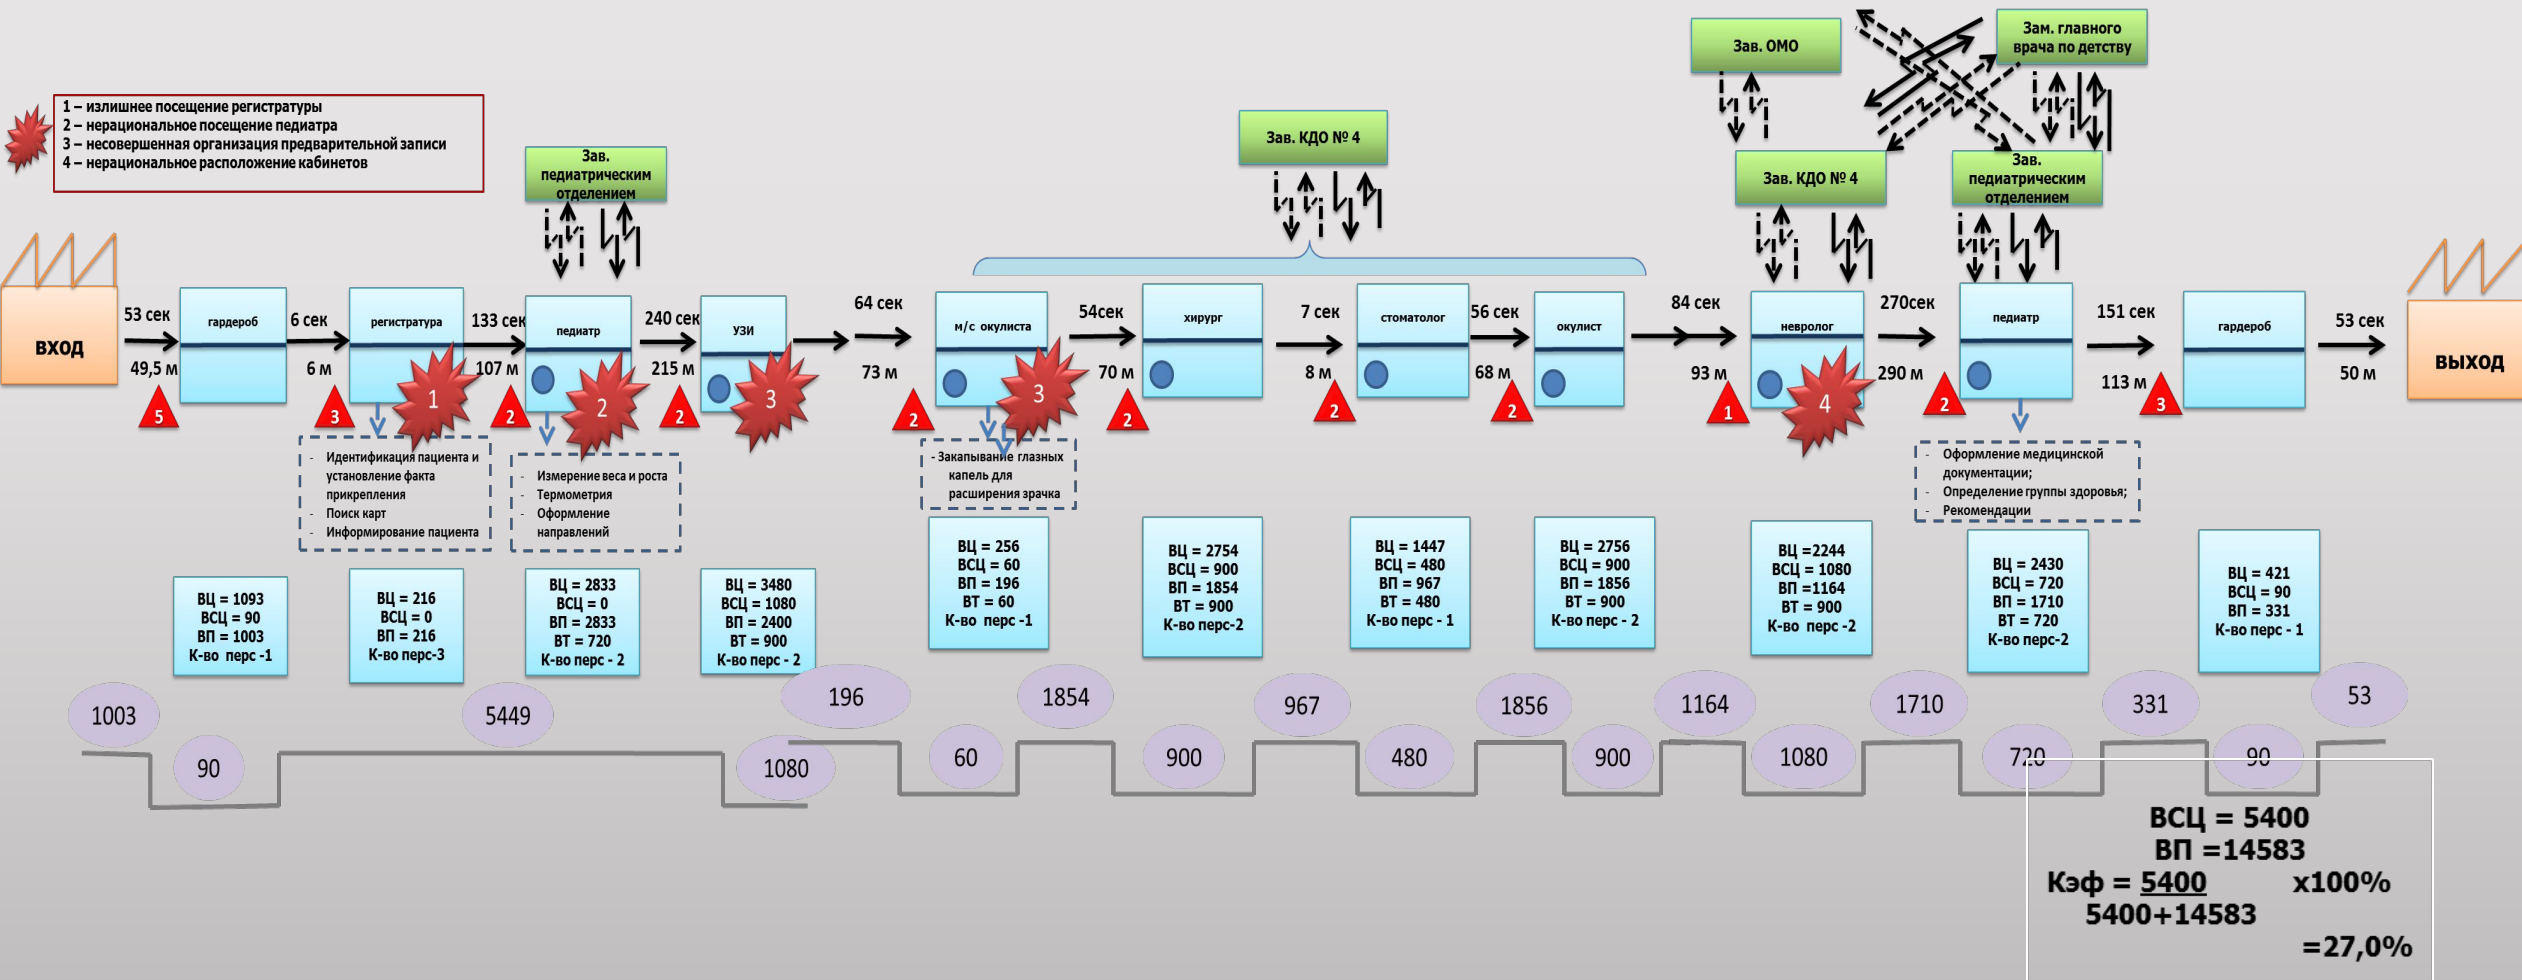 1 – излишнее посещение регистратуры
2 – нерациональное посещение педиатра
3 – несовершенная организация предварительной записи
4 – нерациональное расположение кабинетов
Зав. ОМО
Зам. главного
врача по детству
Зав. КДО № 4
Зав.
педиатрическим
отделением
Зав. КДО № 4
Зав.
педиатрическим
отделением
ВХОД
53 сек
49,5 м
5
гардероб
6 сек
6 м
3
регистратура
1
133 сек
107 м
2
педиатр
2
240 сек
215 м
2
УЗИ
3
64 сек
73 м
2
м/с окулиста
3
54сек
70 м
2
хирург
7 сек
8 м
2
стоматолог
56 сек
68 м
2
окулист
84 сек
93 м
1
невролог
4
270сек
290 м
2
педиатр
151 сек
113 м
3
гардероб
53 сек
50 м
ВЫХОД
- Идентификация пациента и
установление факта
прикрепления
- Поиск карт
- Информирование пациента
- Измерение веса и роста
- Термометрия
- Оформление
направлений
- Закапывание глазных
капель для
расширения зрачка
- Оформление медицинской
документации;
- Определение группы здоровья;
- Рекомендации
ВЦ = 1093
ВСЦ = 90
ВП = 1003
К-во перс -1
ВЦ = 216
ВСЦ = 0
ВП = 216
К-во перс-3
ВЦ = 2833
ВСЦ = 0
ВП = 2833
ВТ = 720
К-во перс - 2
ВЦ = 3480
ВСЦ = 1080
ВП = 2400
ВТ = 900
К-во перс - 2
ВЦ = 256
ВСЦ = 60
ВП = 196
ВТ = 60
К-во перс -1
ВЦ = 2754
ВСЦ = 900
ВП = 1854
ВТ = 900
К-во перс-2
ВЦ = 1447
ВСЦ = 480
ВП = 967
ВТ = 480
К-во перс - 1
ВЦ = 2756
ВСЦ = 900
ВП = 1856
ВТ = 900
К-во перс - 2
ВЦ =2244
ВСЦ = 1080
ВП =1164
ВТ = 900
К-во перс -2
ВЦ = 2430
ВСЦ = 720
ВП = 1710
ВТ = 720
К-во перс-2
ВЦ = 421
ВСЦ = 90
ВП = 331
К-во перс - 1
1003
90
5449
1080
196
60
1854
900
967
480
1856
900
1164
1080
1710
720
331
90
53
ВСЦ = 5400
ВП =14583
Кэф = 5400 х100%
5400+14583
=27,0%